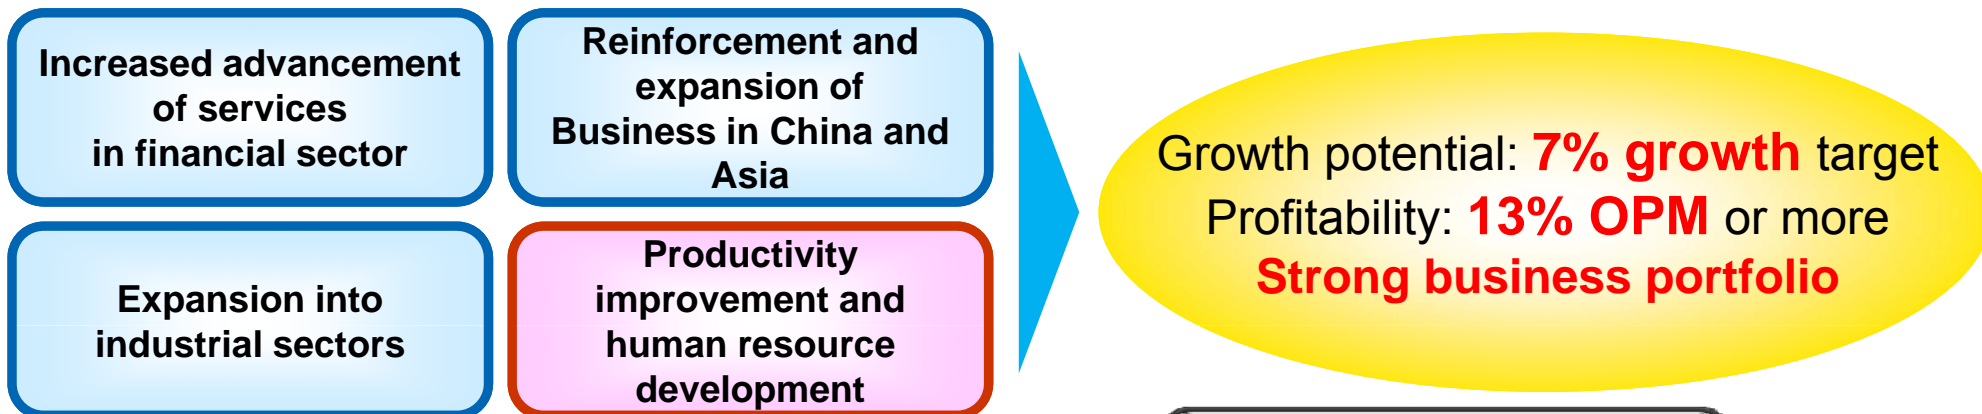 Increased advancement
of services
in financial sector
Reinforcement and
expansion of
Business in China and
Asia
Expansion into
industrial sectors
Productivity
improvement and
human resource
development
Growth potential: 7% growth target
Profitability: 13% OPM or more
Strong business portfolio